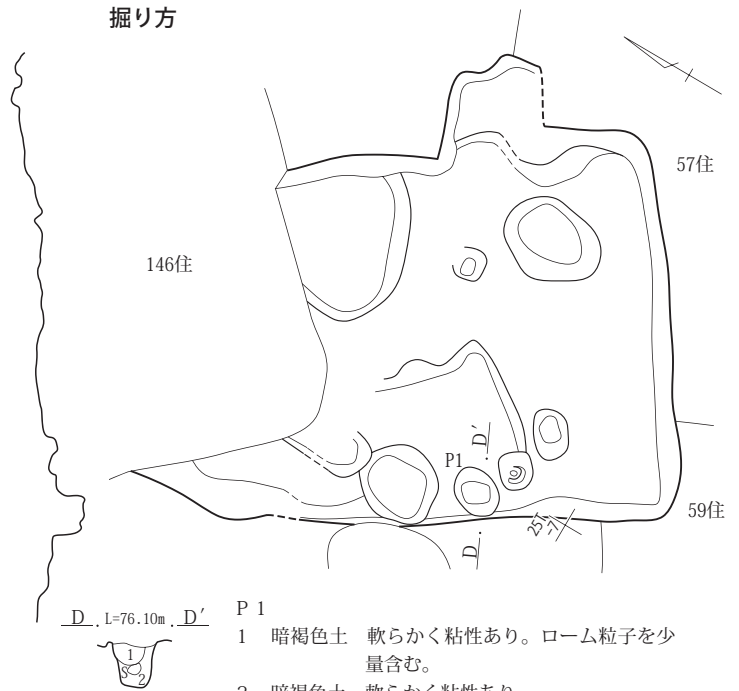 掘り方
57住
146住
D′
P1
59住
25T
-7
D
D . L=76.10m . D′
1
S
2
P 1
1 暗褐色土 軟らかく粘性あり。ローム粒子を少
量含む。
2 暗褐色土 軟らかく粘性あり